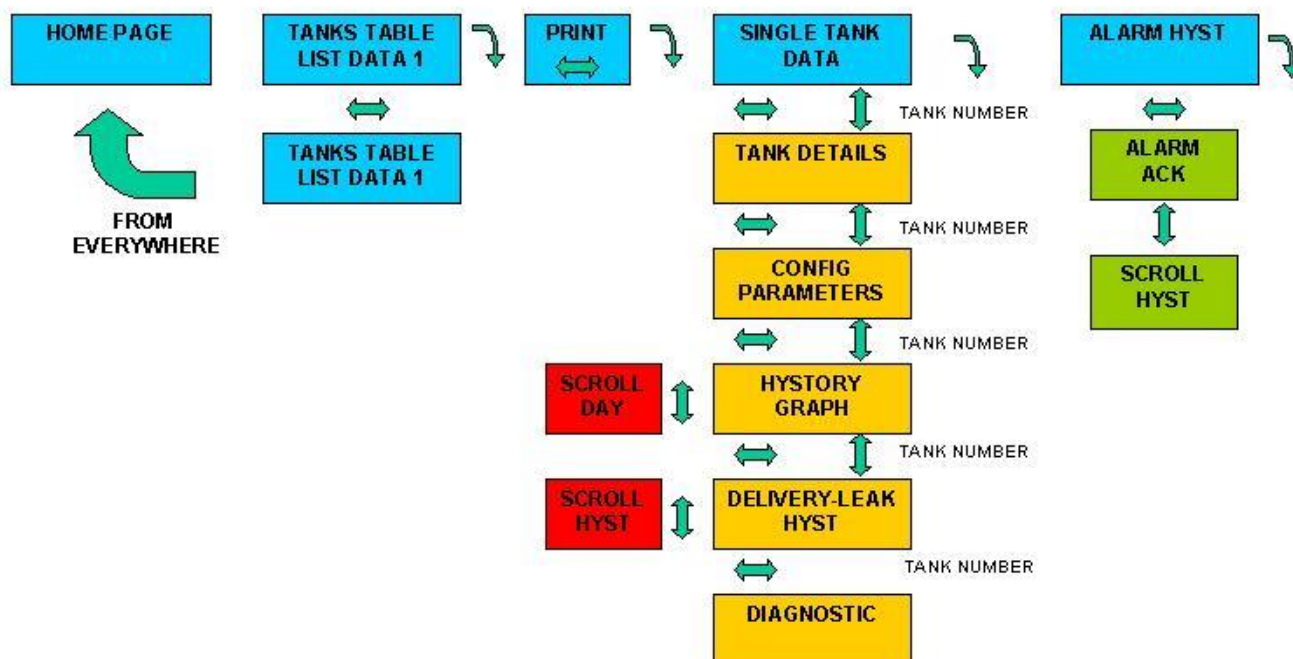 HOME PAGE
TANKS TABLE
LIST DATA 1
PRINT
SINGLE TANK
DATA
ALARM HYST
TANKS TABLE
LIST DATA 1
FROM
EVERYWHERE
TANK NUMBER
TANK DETAILS
TANK NUMBER
CONFIG
PARAMETERS
TANK NUMBER
SCROLL
DAY
HYSTORY
GRAPH
TANK NUMBER
SCROLL
HYST
DELIVERY-LEAK
HYST
TANK NUMBER
DIAGNOSTIC
ALARM
ACK
SCROLL
HYST